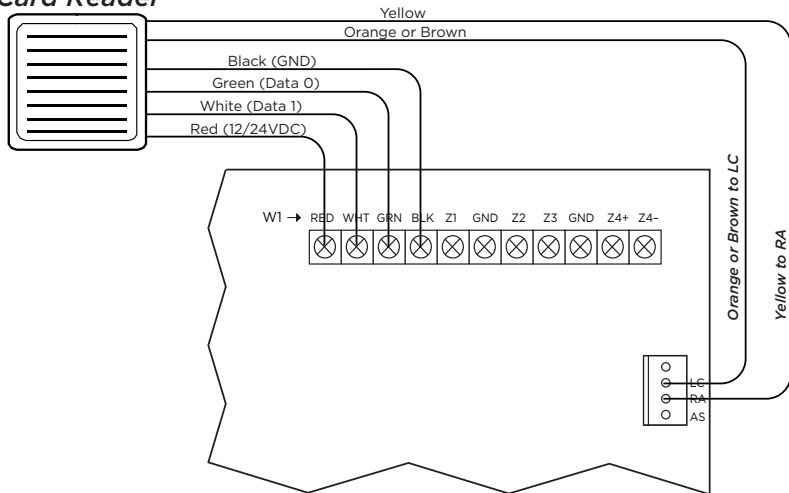 Card Reader
Yellow
Orange or Brown
Black (GND)
Green (Data 0)
White (Data 1)
Red (12/24VDC)
W1 → RED WHT GRN BLK Z1 GND Z2 Z3 GND Z4+ Z4–
Orange or Brown to LC
Yellow to RA
LC
RA
AS